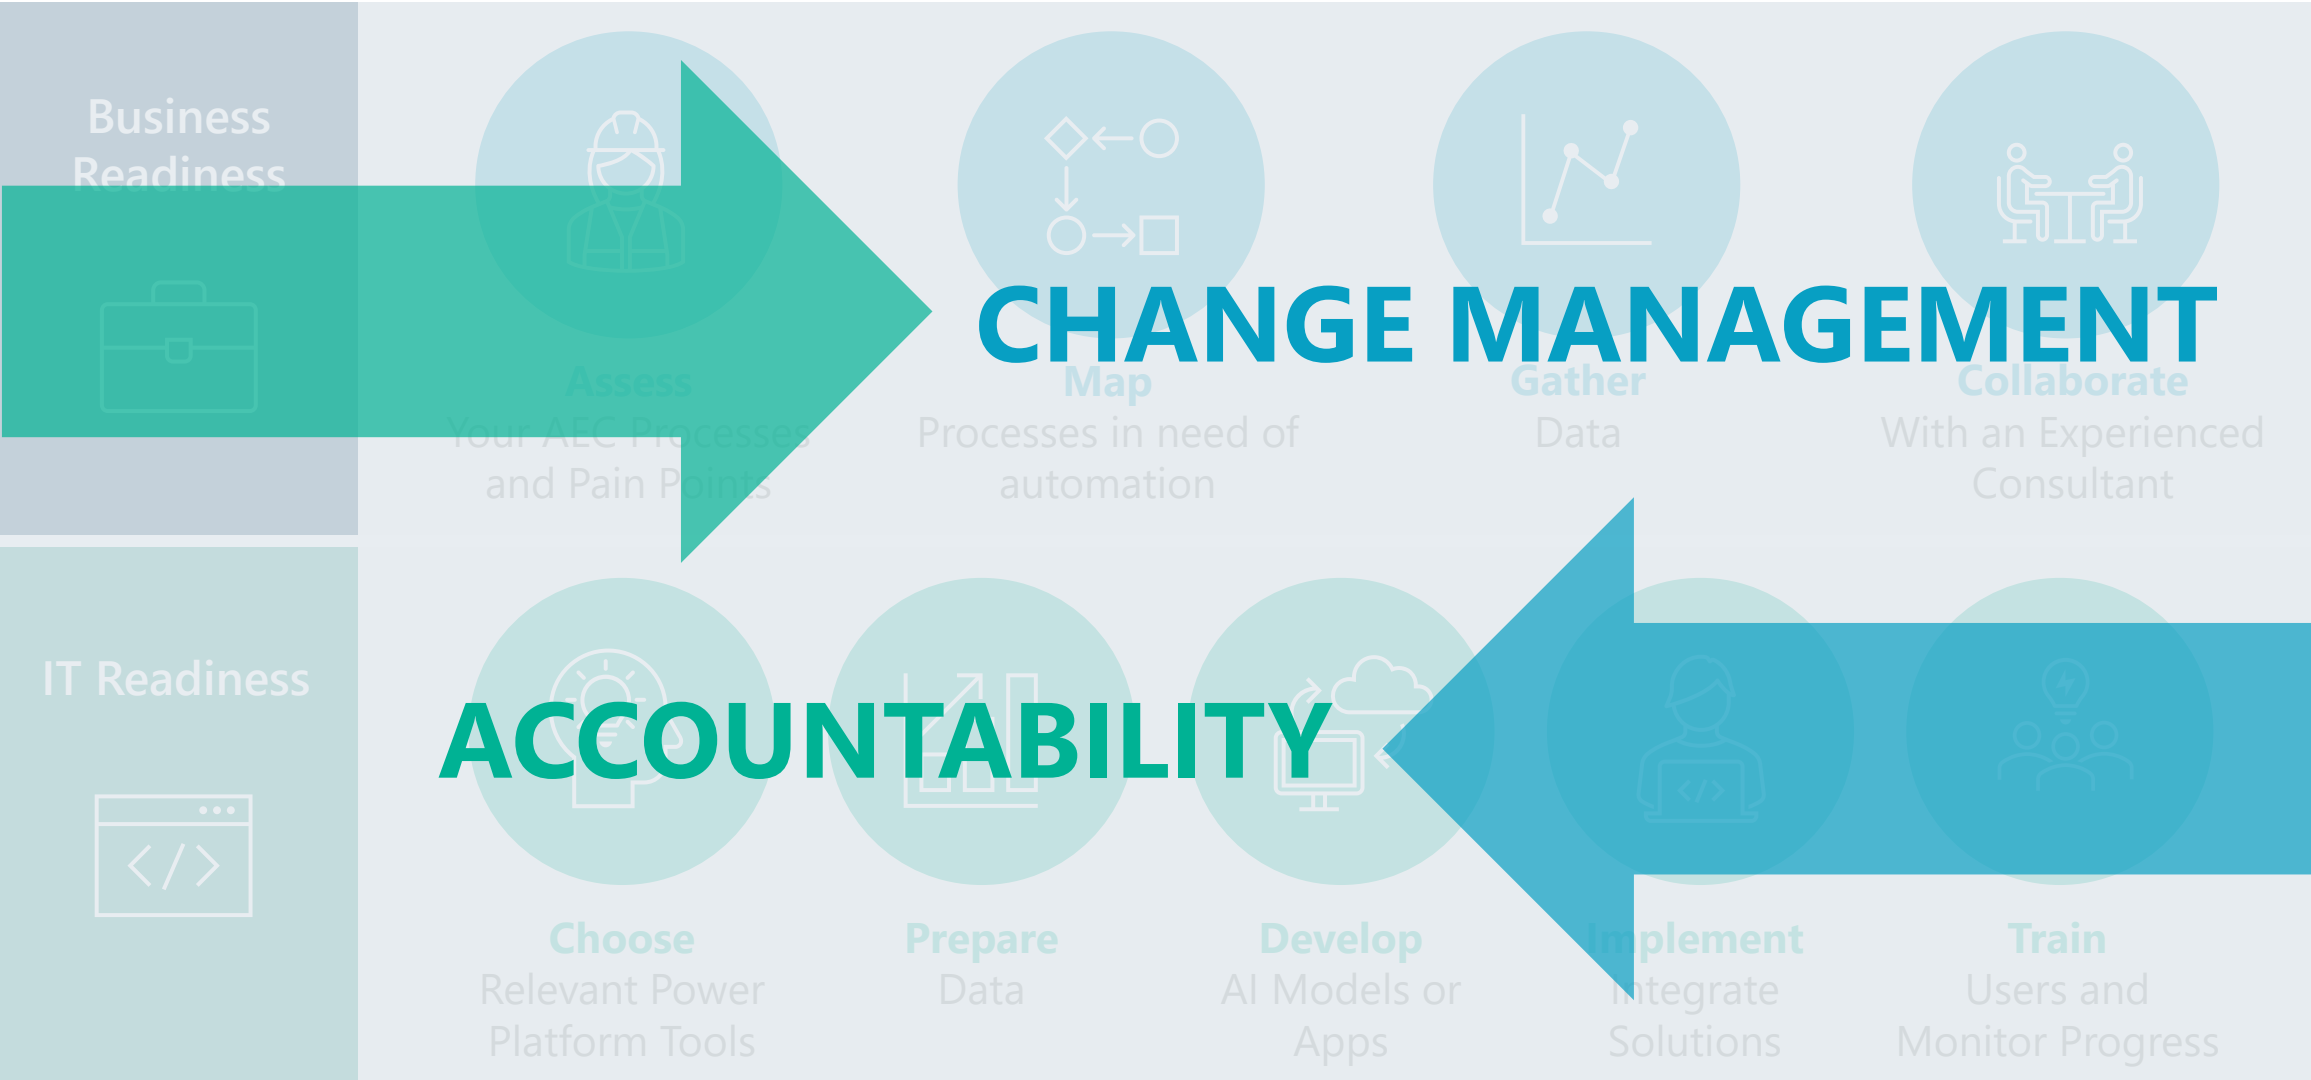 Business
Readiness
CHANGE MANAGEMENT
Assess
Your AEC Processes
and Pain Points
Map
Processes in need of
automation
Gather
Data
Collaborate
With an Experienced
Consultant
IT Readiness
</>
ACCOUNTABILITY
</>
Choose
Relevant Power
Platform Tools
Prepare
Data
Develop
AI Models or
Apps
Implement
Integrate
Solutions
Train
Users and
Monitor Progress